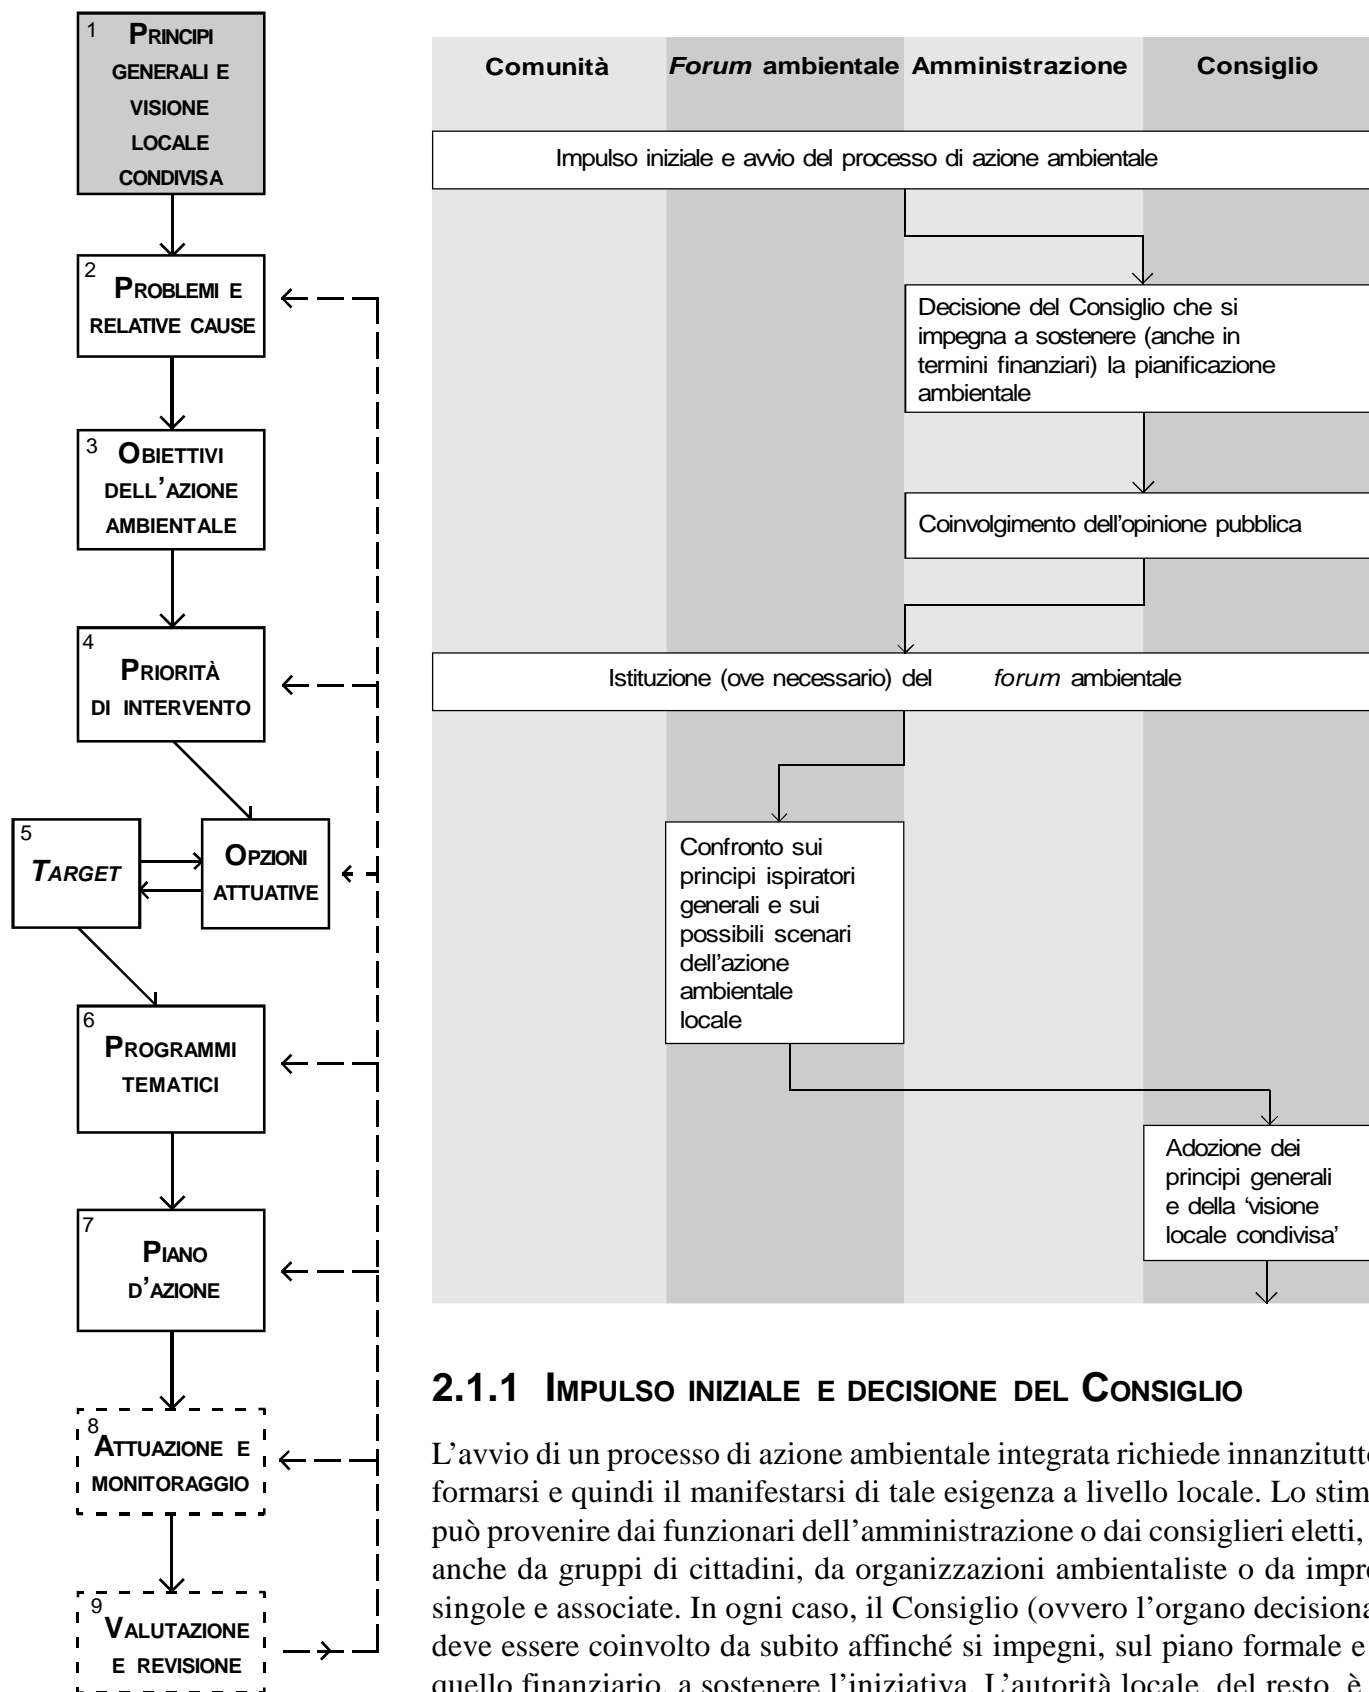 1
PRINCIPI
GENERALI E
VISIONE
LOCALE
CONDIVISA
2
PROBLEMI E
RELATIVE CAUSE
3
OBIETTIVI
DELL'AZIONE
AMBIENTALE
4
PRIORITÀ
DI INTERVENTO
5
TARGET
OPZIONI
ATTUATIVE
6
PROGRAMMI
TEMATICI
7
PIANO
D'AZIONE
8
ATTUAZIONE E
MONITORAGGIO
9
VALUTAZIONE
E REVISIONE
Comunità Forum ambientale Amministrazione Consiglio
Impulso iniziale e avvio del processo di azione ambientale
Decisione del Consiglio che si
impegna a sostenere (anche in
termini finanziari) la pianificazione
ambientale
Coinvolgimento dell'opinione pubblica
Istituzione (ove necessario) del forum ambientale
Confronto sui
principi ispiratori
generali e sui
possibili scenari
dell'azione
ambientale
locale
Adozione dei
principi generali
e della ‘visione
locale condivisa’
2.1.1 IMPULSO INIZIALE E DECISIONE DEL CONSIGLIO
L’avvio di un processo di azione ambientale integrata richiede innanzitutto
formarsi e quindi il manifestarsi di tale esigenza a livello locale. Lo stim
può provenire dai funzionari dell’amministrazione o dai consiglieri eletti,
anche da gruppi di cittadini, da organizzazioni ambientaliste o da impre
singole e associate. In ogni caso, il Consiglio (ovvero l’organo decisiona
deve essere coinvolto da subito affinché si impegni, sul piano formale e
quello finanziario, a sostenere l’iniziativa. L’autorità locale, del resto, è